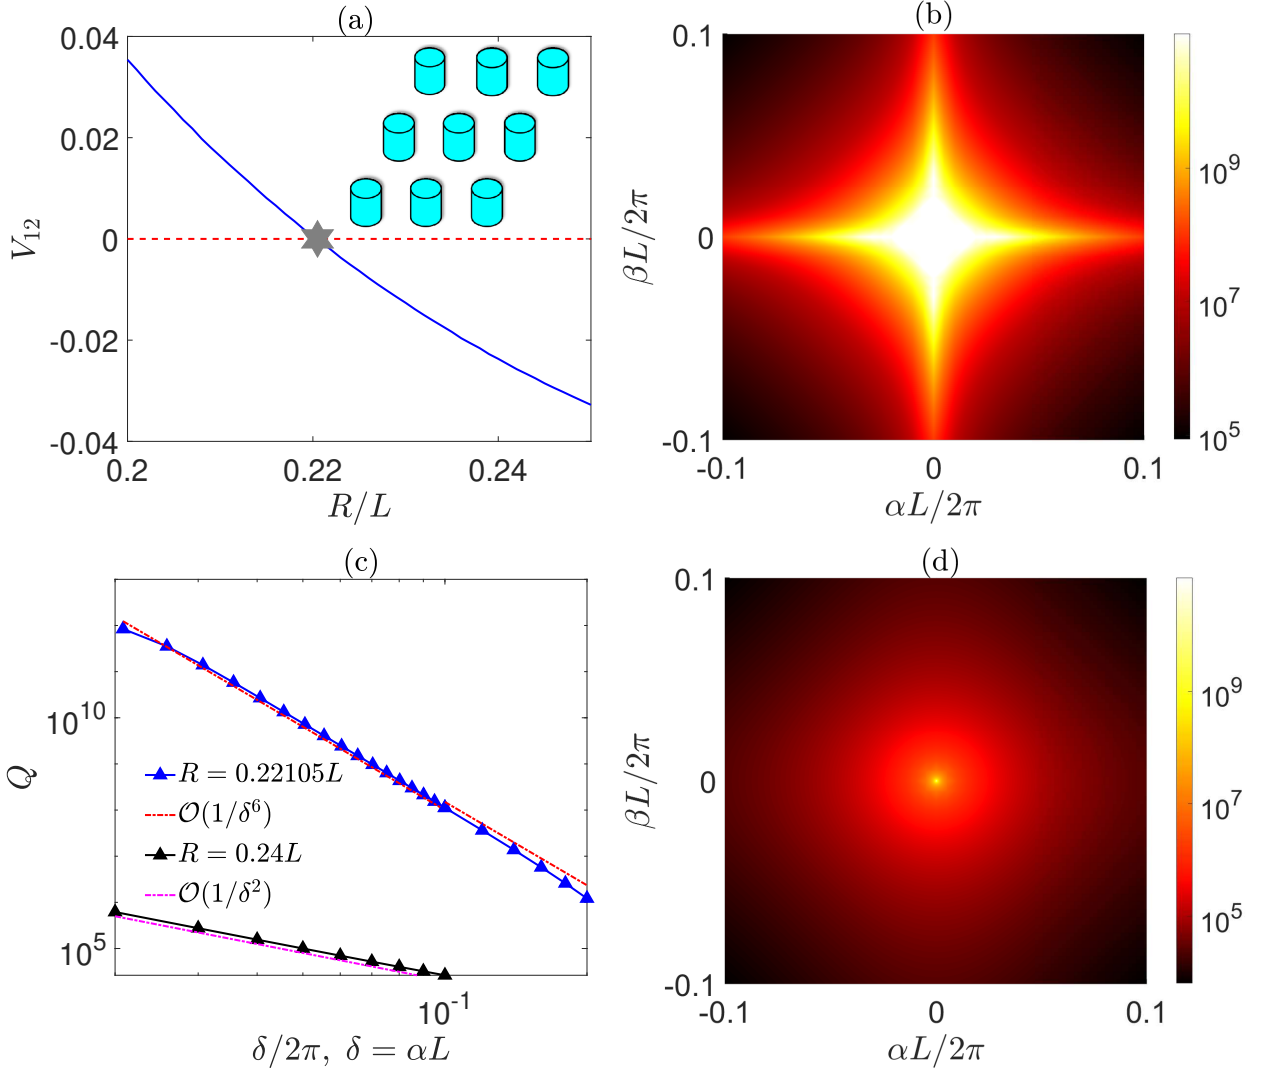 (a)
0.04
0.02
0
-0.02
-0.04
V12
0.2
0.22
0.24
R/L
(b)
0.1
0
-0.1
βL/2π
-0.1
0
0.1
αL/2π
10^9
10^7
10^5
(c)
10^10
10^5
Q
R = 0.22105L
O(1/δ^6)
R = 0.24L
O(1/δ^2)
10^-1
δ/2π, δ = αL
(d)
0.1
0
-0.1
βL/2π
-0.1
0
0.1
αL/2π
10^9
10^7
10^5